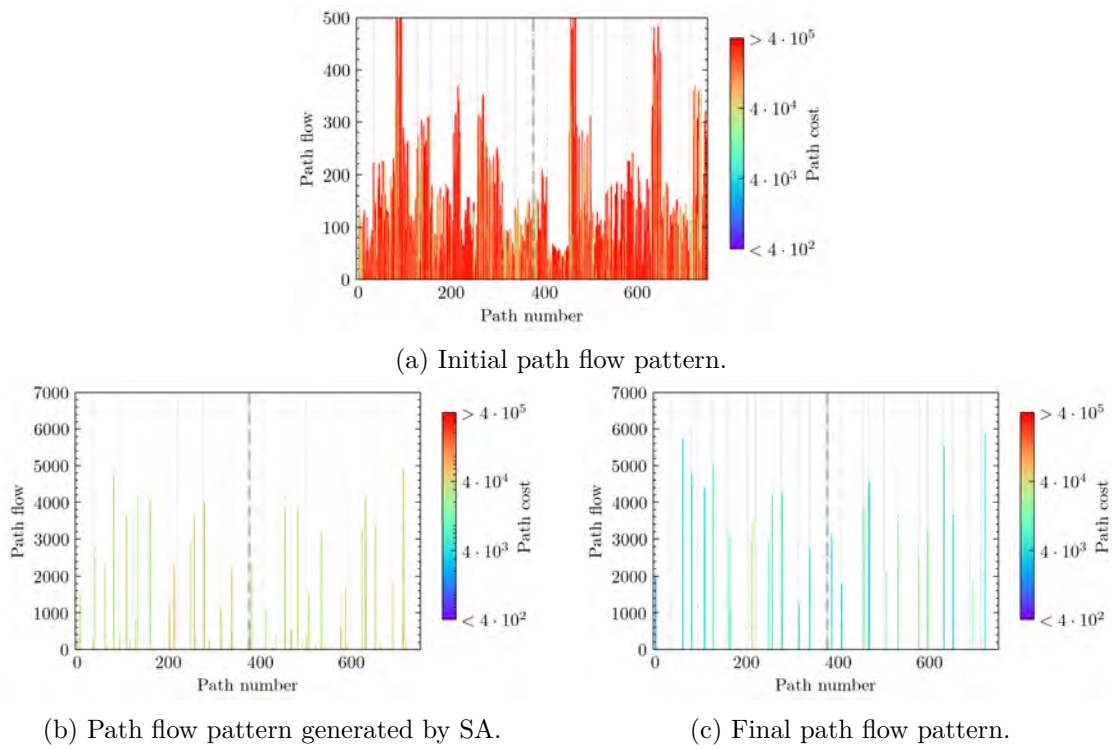 500
400
300
200
100
0
Path flow
0 200 400 600
Path number
> 4 · 10^5
4 · 10^4
4 · 10^3
< 4 · 10^2
Path cost
(a) Initial path flow pattern.
7000
6000
5000
4000
3000
2000
1000
0
Path flow
0 200 400 600
Path number
> 4 · 10^5
4 · 10^4
4 · 10^3
< 4 · 10^2
Path cost
(b) Path flow pattern generated by SA.
7000
6000
5000
4000
3000
2000
1000
0
Path flow
0 200 400 600
Path number
> 4 · 10^5
4 · 10^4
4 · 10^3
< 4 · 10^2
Path cost
(c) Final path flow pattern.